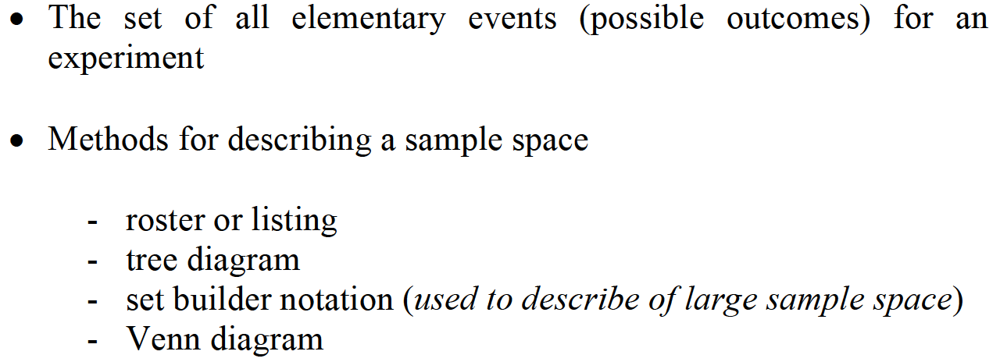 • The set of all elementary events (possible outcomes) for an
experiment
• Methods for describing a sample space
- roster or listing
- tree diagram
- set builder notation (used to describe of large sample space)
- Venn diagram